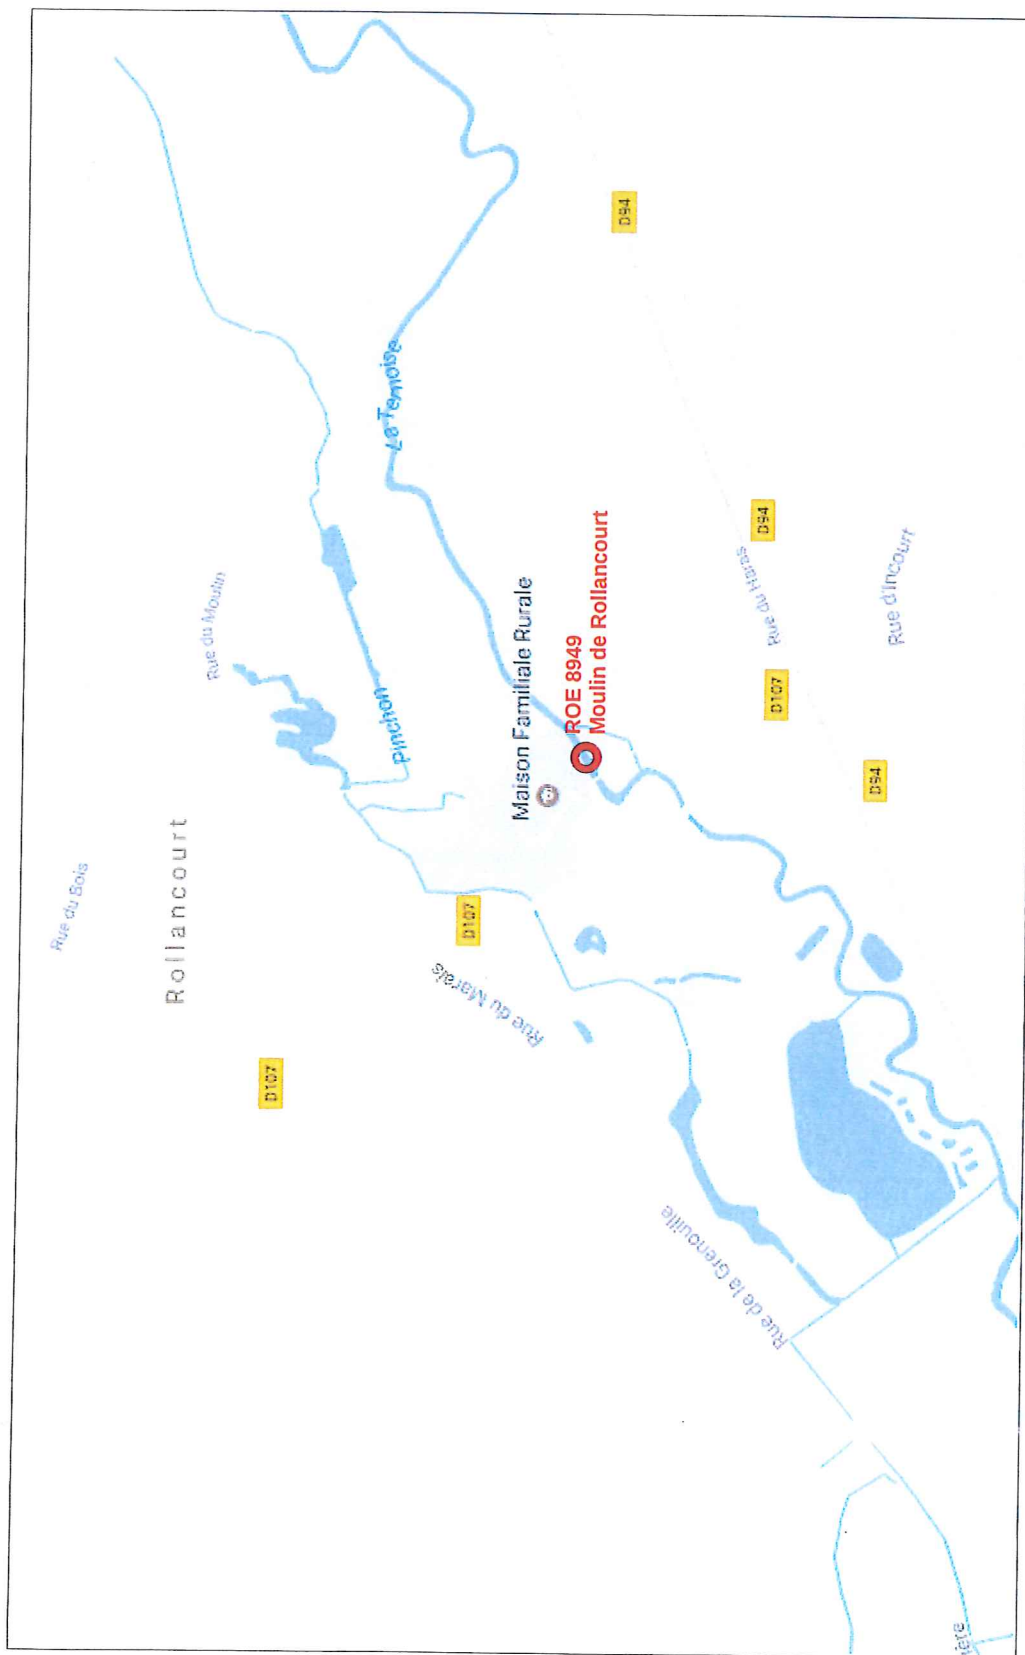 Rue du Bois
Rollancourt
D107
Rue du Moulin
Pinchon
La Ternoise
D107
Rue du Marais
Maison Familiale Rurale
ROE 8949
Moulin de Rollancourt
D94
D94
Rue du Haras
D107
Rue d'Incourt
D94
Rue de la Grenouille